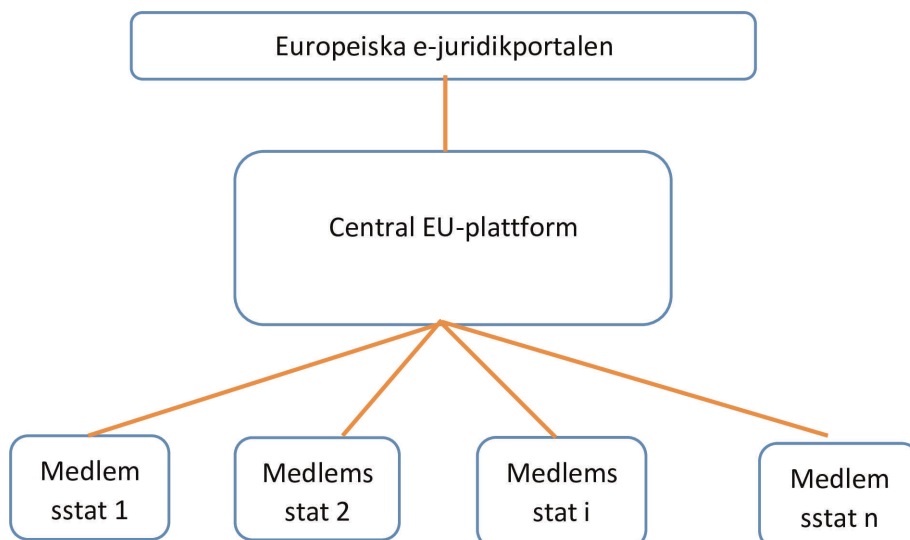 Europeiska e-juridikportalen
Central EU-plattform
Medlem
sstat 1
Medlems
stat 2
Medlems
stat i
Medlem
sstat n